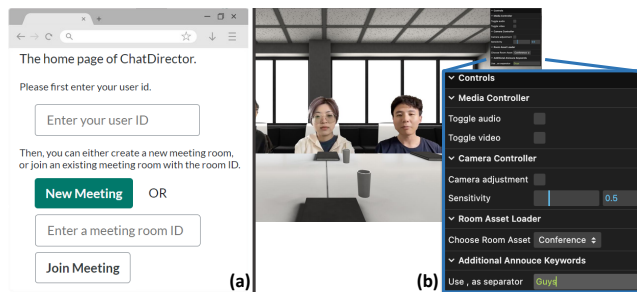 The home page of ChatDirector.
Please first enter your user id.
Enter your user ID
Then, you can either create a new meeting room,
or join an existing meeting room with the room ID.
New Meeting OR
Enter a meeting room ID
Join Meeting
(a)
Controls
Media Controller
Toggle audio
Toggle video
Camera Controller
Camera adjustment
Sensitivity 0.5
Room Asset Loader
Choose Room Asset Conference
Additional Annouce Keywords
Use , as separator Guys
(b)